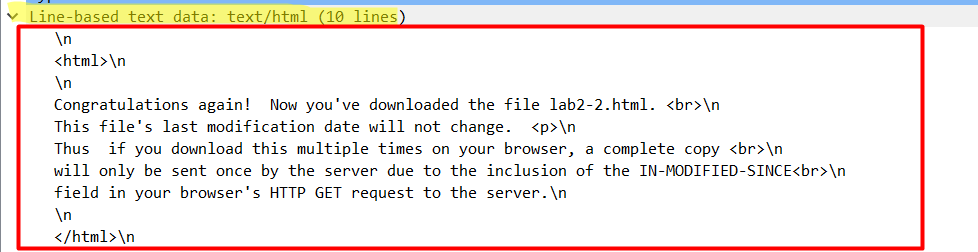 Line-based text data: text/html (10 lines)
\n
<html>\n
\n
Congratulations again!  Now you've downloaded the file lab2-2.html. <br>\n
This file's last modification date will not change.  <p>\n
Thus  if you download this multiple times on your browser, a complete copy <br>\n
will only be sent once by the server due to the inclusion of the IN-MODIFIED-SINCE<br>\n
field in your browser's HTTP GET request to the server.\n
\n
</html>\n